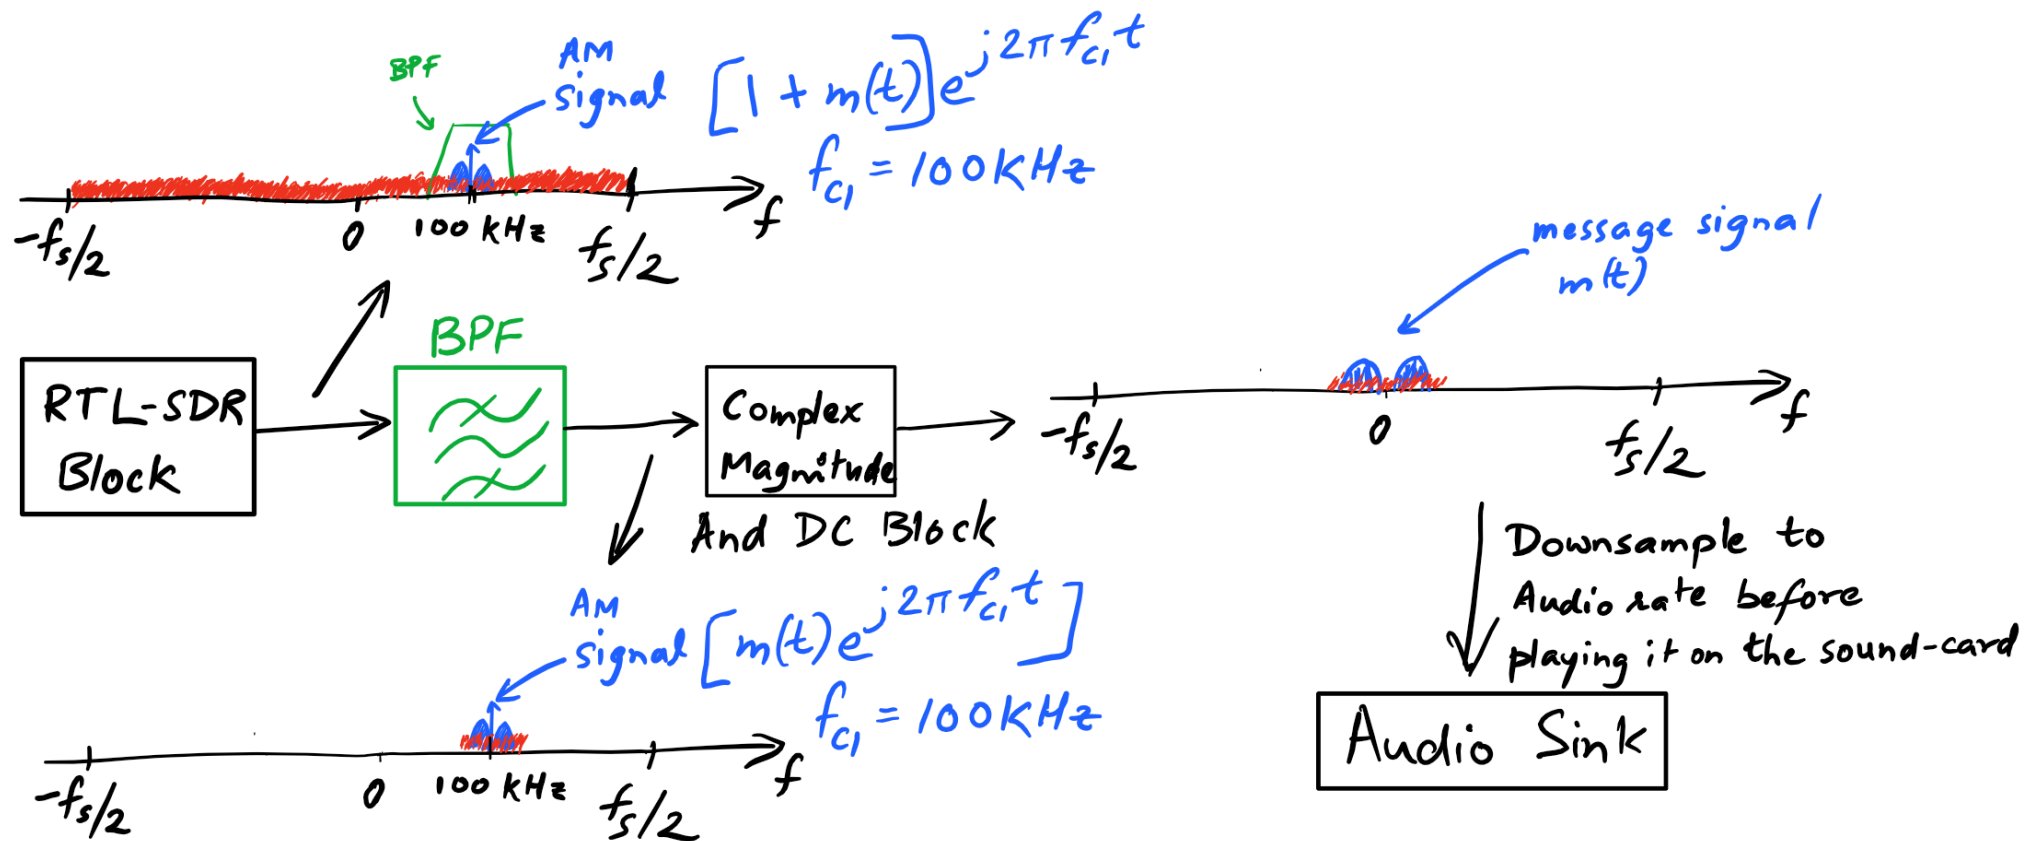 BPF
AM
signal [1 + m(t)] e^{j2πf_{c1}t}
f_{c1} = 100KHz
-f_s/2
0
100 kHz
f_s/2
f
RTL-SDR
Block
BPF
Complex
Magnitude
And DC Block
AM
signal [m(t) e^{j2πf_{c1}t}]
f_{c1} = 100KHz
-f_s/2
0
100 kHz
f_s/2
f
message signal
m(t)
-f_s/2
0
f_s/2
f
Downsample to
Audio rate before
playing it on the sound-card
Audio Sink